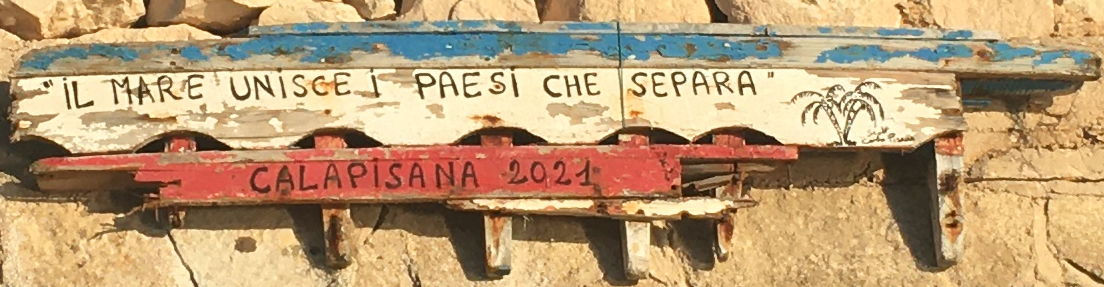 "iL MARE UNiSCE i PAESi CHE SEPARA"
CALAPiSANA 2021